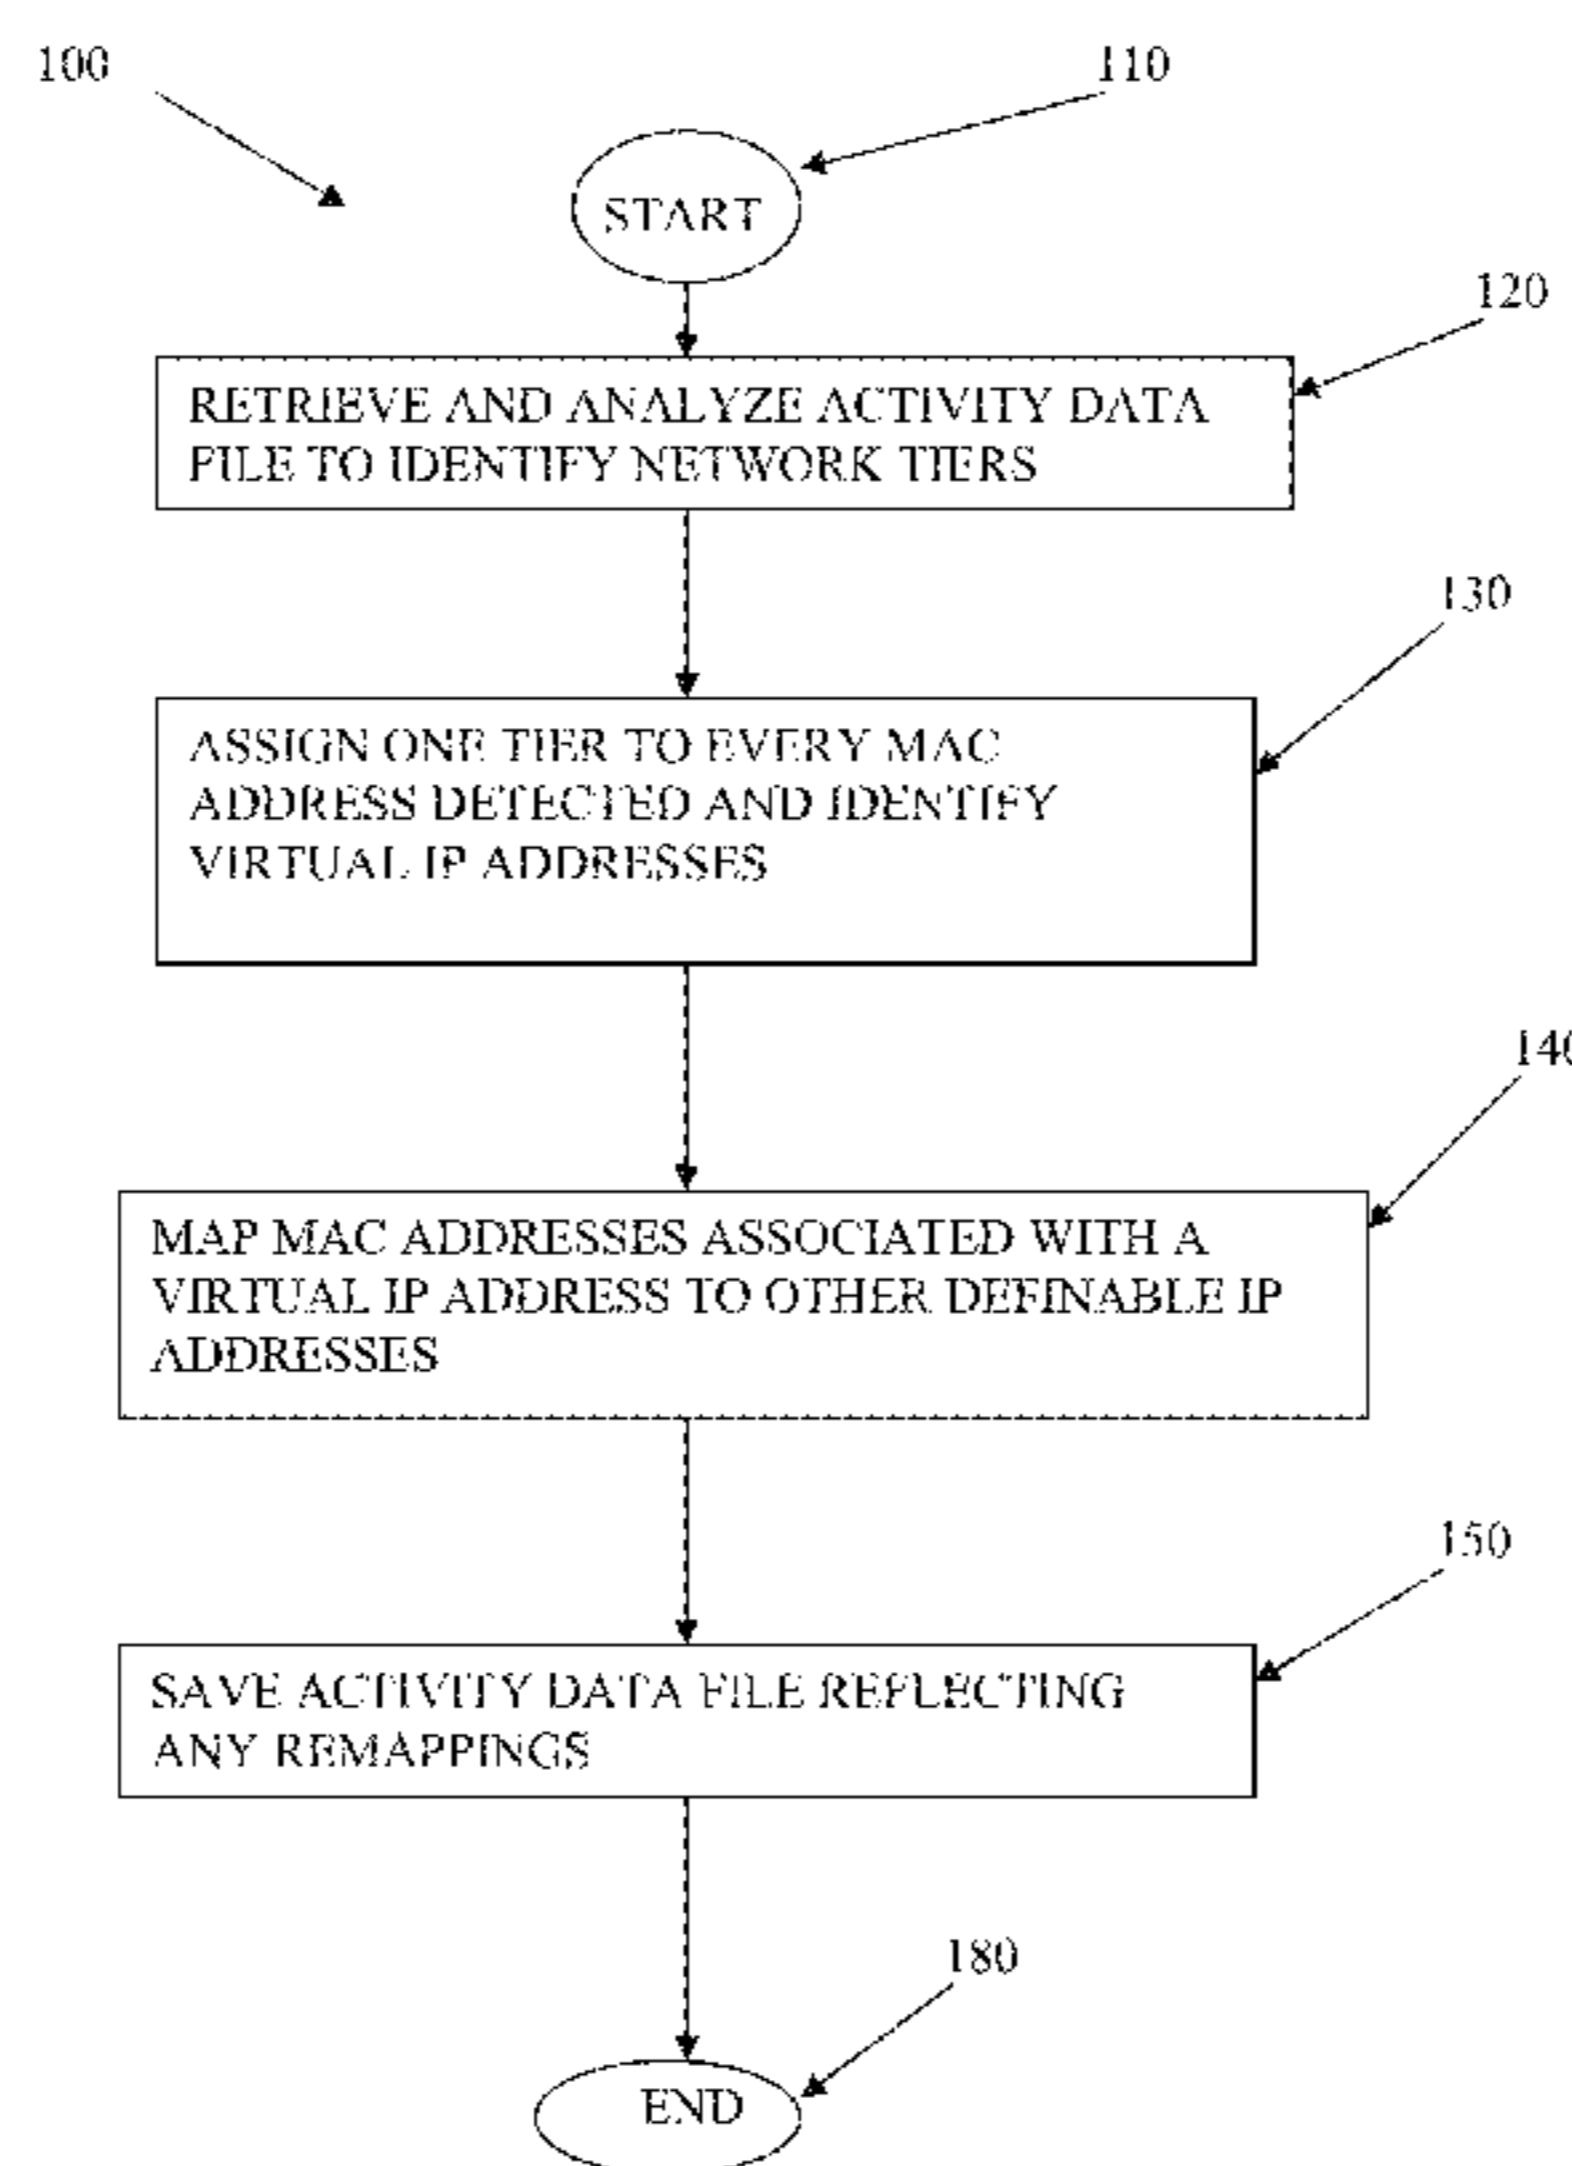 100
110
START
120
RETRIEVE AND ANALYZE ACTIVITY DATA
FILE TO IDENTIFY NETWORK TIERS
130
ASSIGN ONE TIER TO EVERY MAC
ADDRESS DETECTED AND IDENTIFY
VIRTUAL IP ADDRESSES
140
MAP MAC ADDRESSES ASSOCIATED WITH A
VIRTUAL IP ADDRESS TO OTHER DEFINABLE IP
ADDRESSES
150
SAVE ACTIVITY DATA FILE REFLECTING
ANY REMAPPINGS
180
END